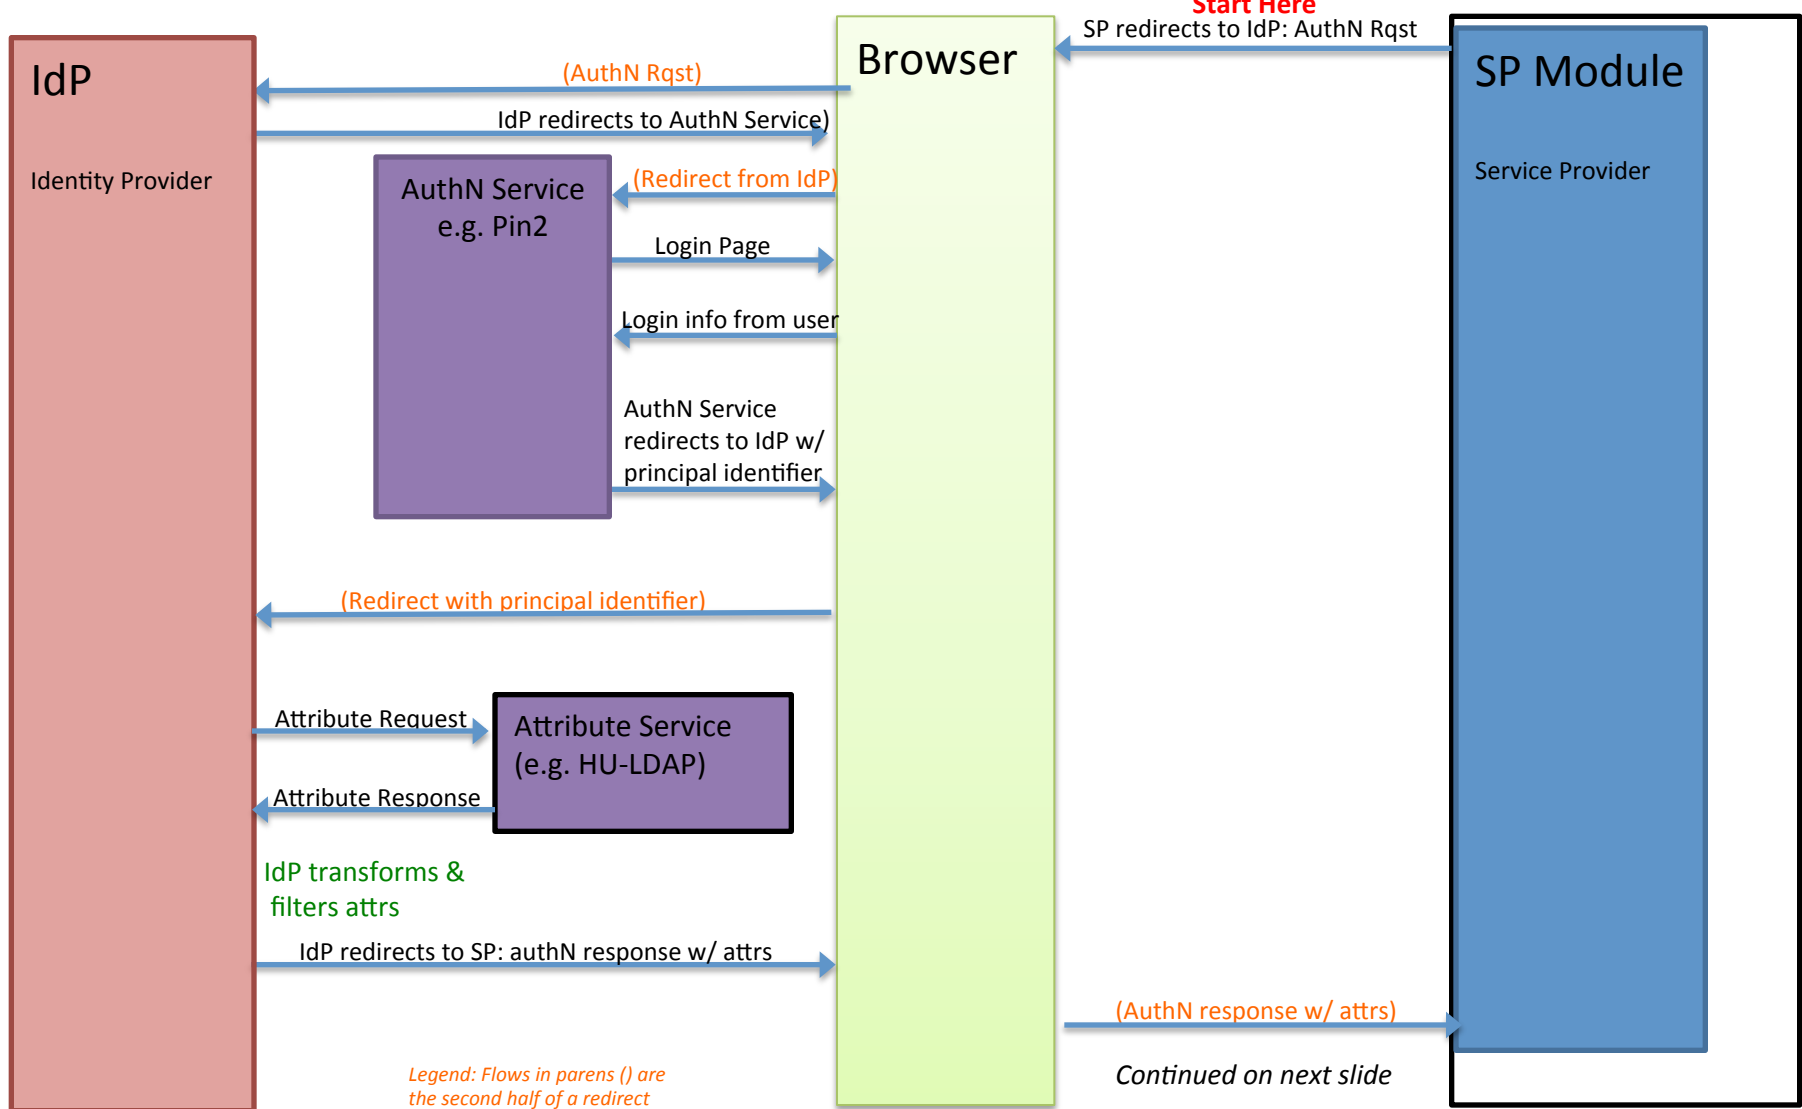 Start Here
SP redirects to IdP: AuthN Rqst
IdP
Identity Provider
Browser
SP Module
Service Provider
(AuthN Rqst)
IdP redirects to AuthN Service)
AuthN Service
e.g. Pin2
(Redirect from IdP)
Login Page
Login info from user
AuthN Service
redirects to IdP w/
principal identifier
(Redirect with principal identifier)
Attribute Request
Attribute Service
(e.g. HU-LDAP)
Attribute Response
IdP transforms &
filters attrs
IdP redirects to SP: authN response w/ attrs
(AuthN response w/ attrs)
Continued on next slide
Legend: Flows in parens () are
the second half of a redirect